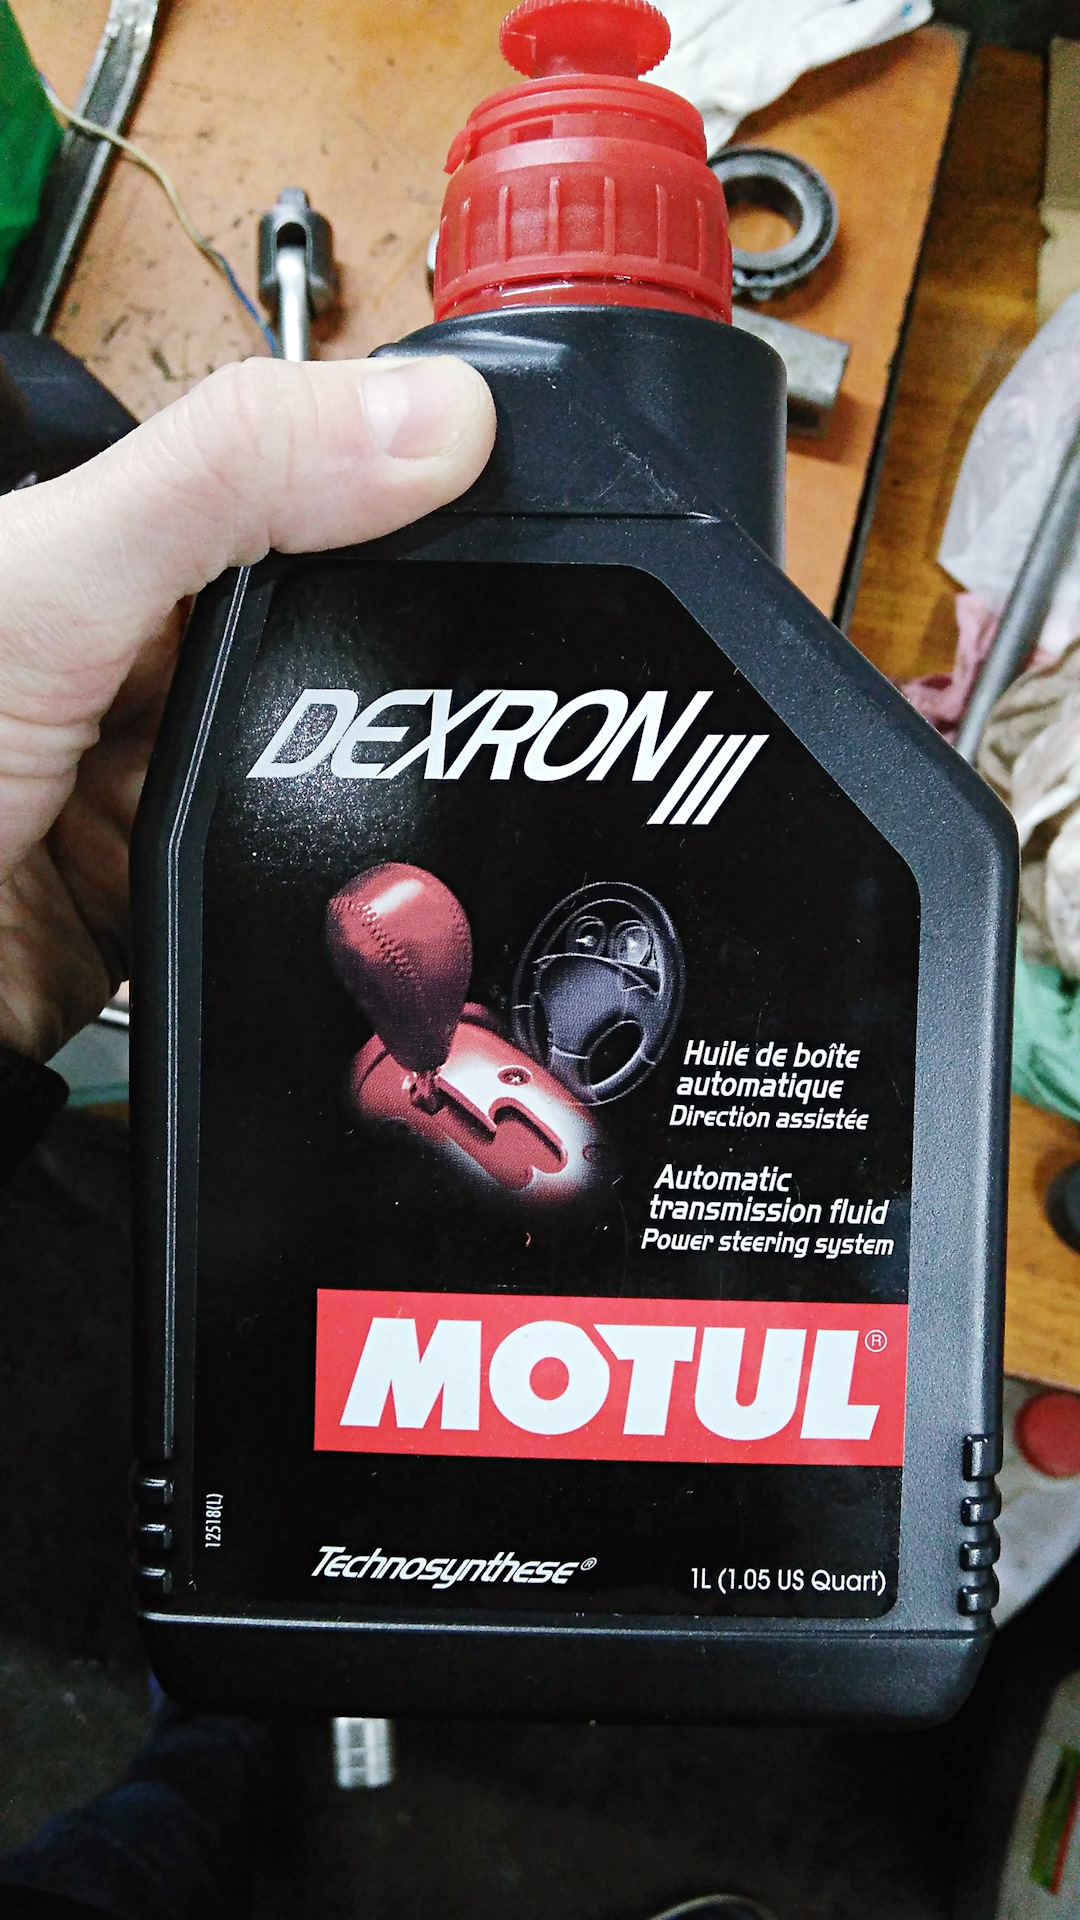 DEXRON III
Huile de boîte
automatique
Direction assistée
Automatic
transmission fluid
Power steering system
MOTUL®
12518(L)
Technosynthese®
1L (1.05 US Quart)